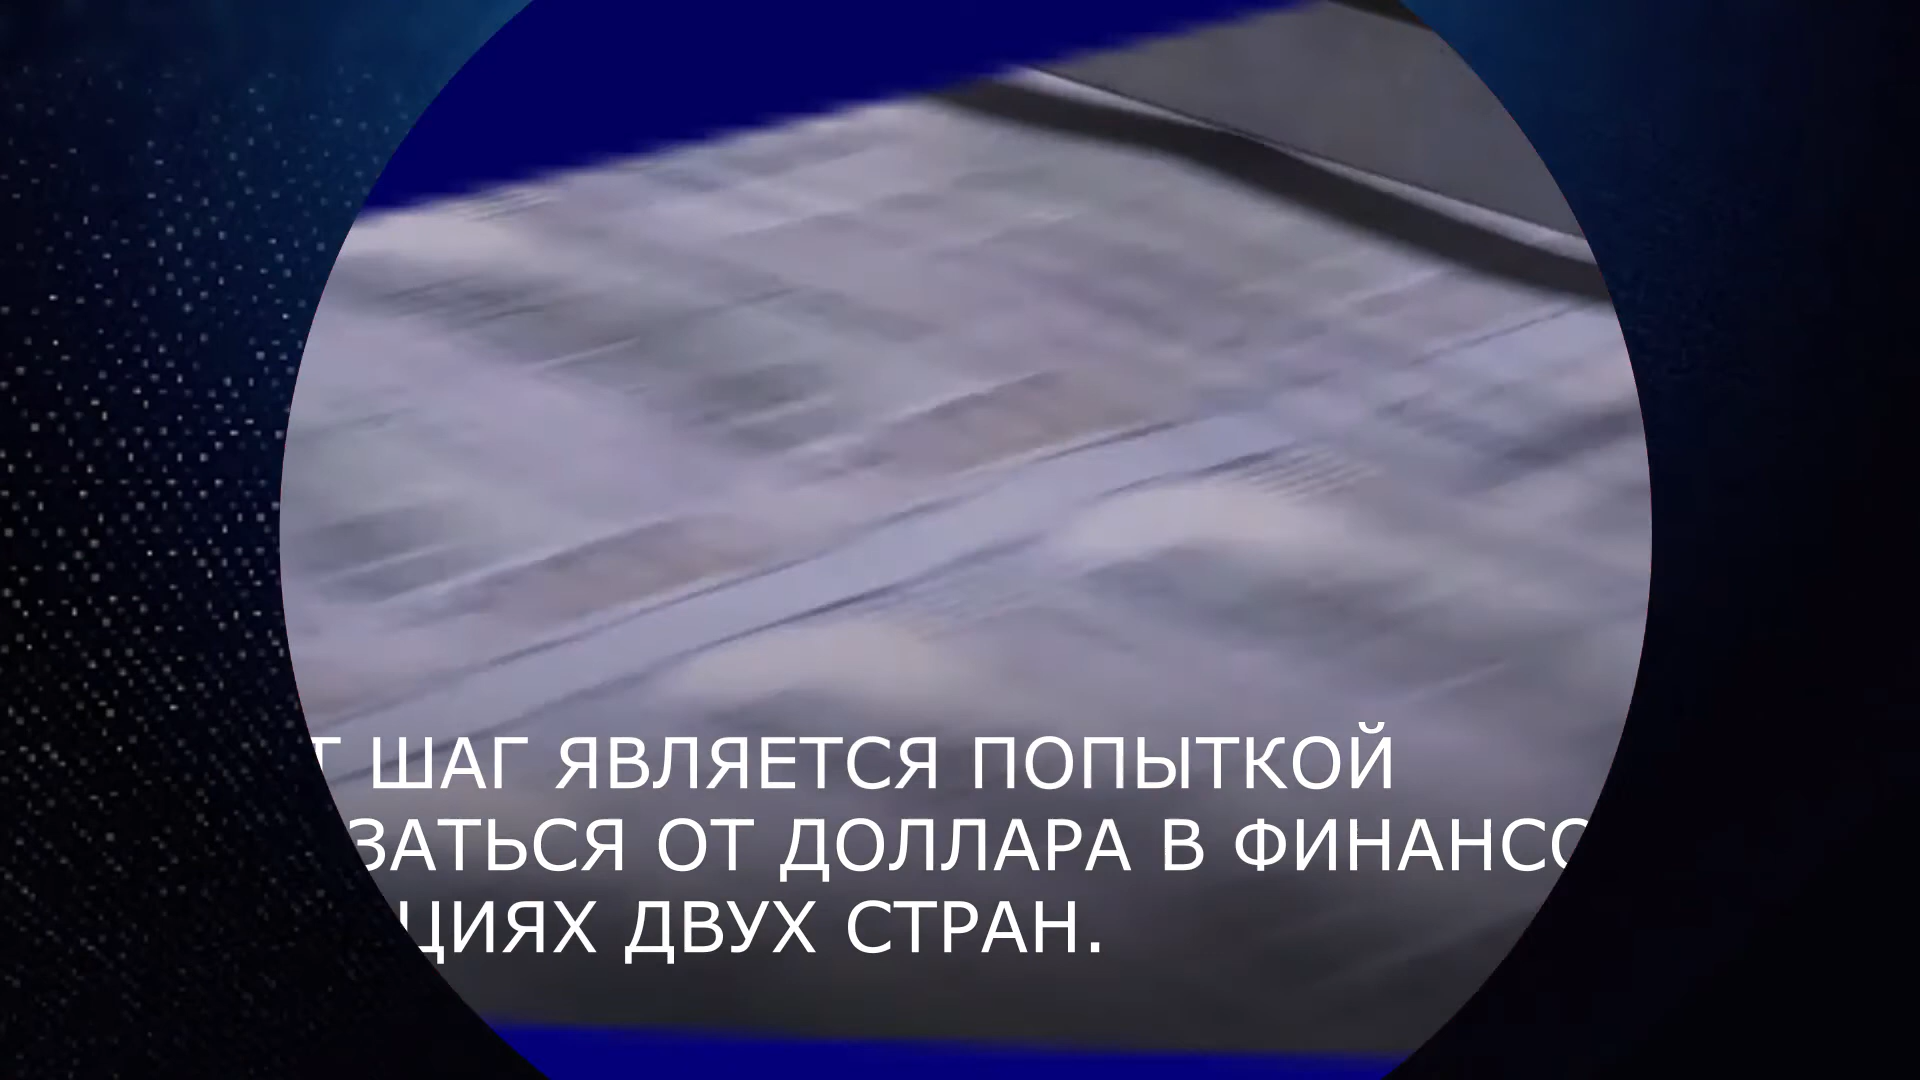 Т ШАГ ЯВЛЯЕТСЯ ПОПЫТКОЙ
ЗАТЬСЯ ОТ ДОЛЛАРА В ФИНАНСО
ЦИЯХ ДВУХ СТРАН.